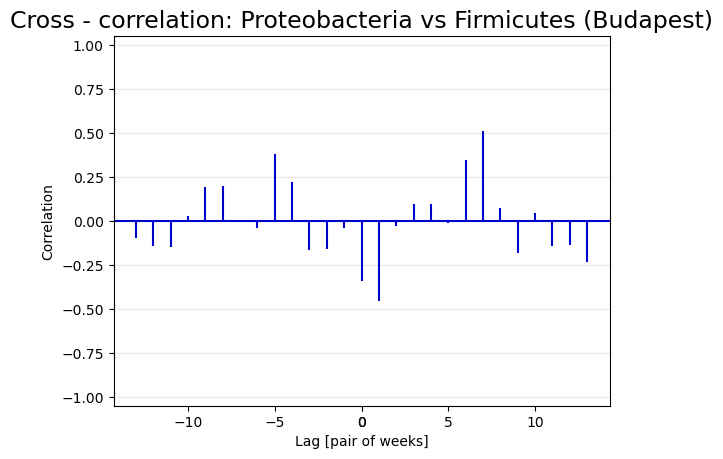 Cross - correlation: Proteobacteria vs Firmicutes (Budapest)
1.00
0.75
0.50
0.25
0.00
−0.25
−0.50
−0.75
−1.00
Correlation
−10 −5 0 5 10
Lag [pair of weeks]